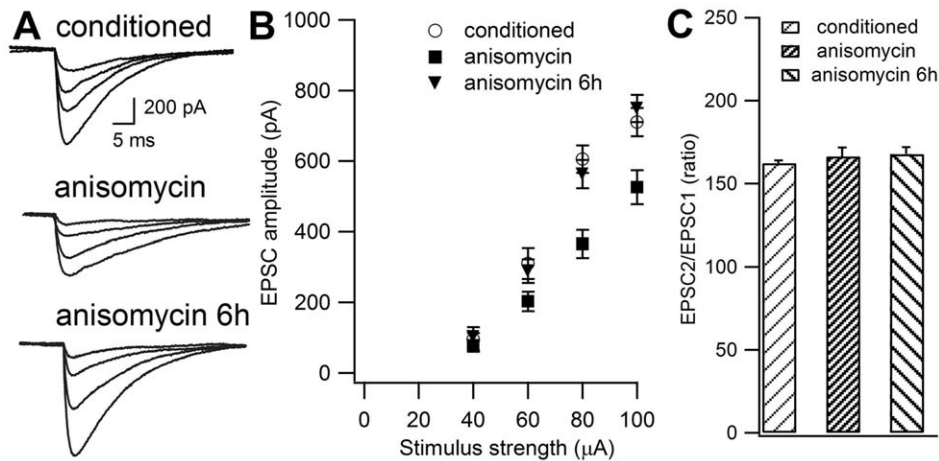 A
conditioned
200 pA
5 ms
anisomycin
anisomycin 6h
B
EPSC amplitude (pA)
1000
800
600
400
200
0
conditioned
anisomycin
anisomycin 6h
0
20
40
60
80
100
Stimulus strength (μA)
C
EPSC2/EPSC1 (ratio)
250
200
150
100
50
0
conditioned
anisomycin
anisomycin 6h